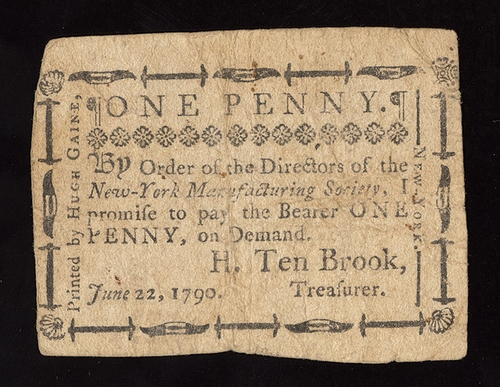 ¶ONE PENNY.¶
By Order of the Directors of the
New-York Manufacturing Society, I
promiſe to pay the Bearer ONE
PENNY, on Demand.
H. Ten Brook,
June 22, 1790. Treaſurer.
Printed by HUGH GAINE,
NEW-YORK.